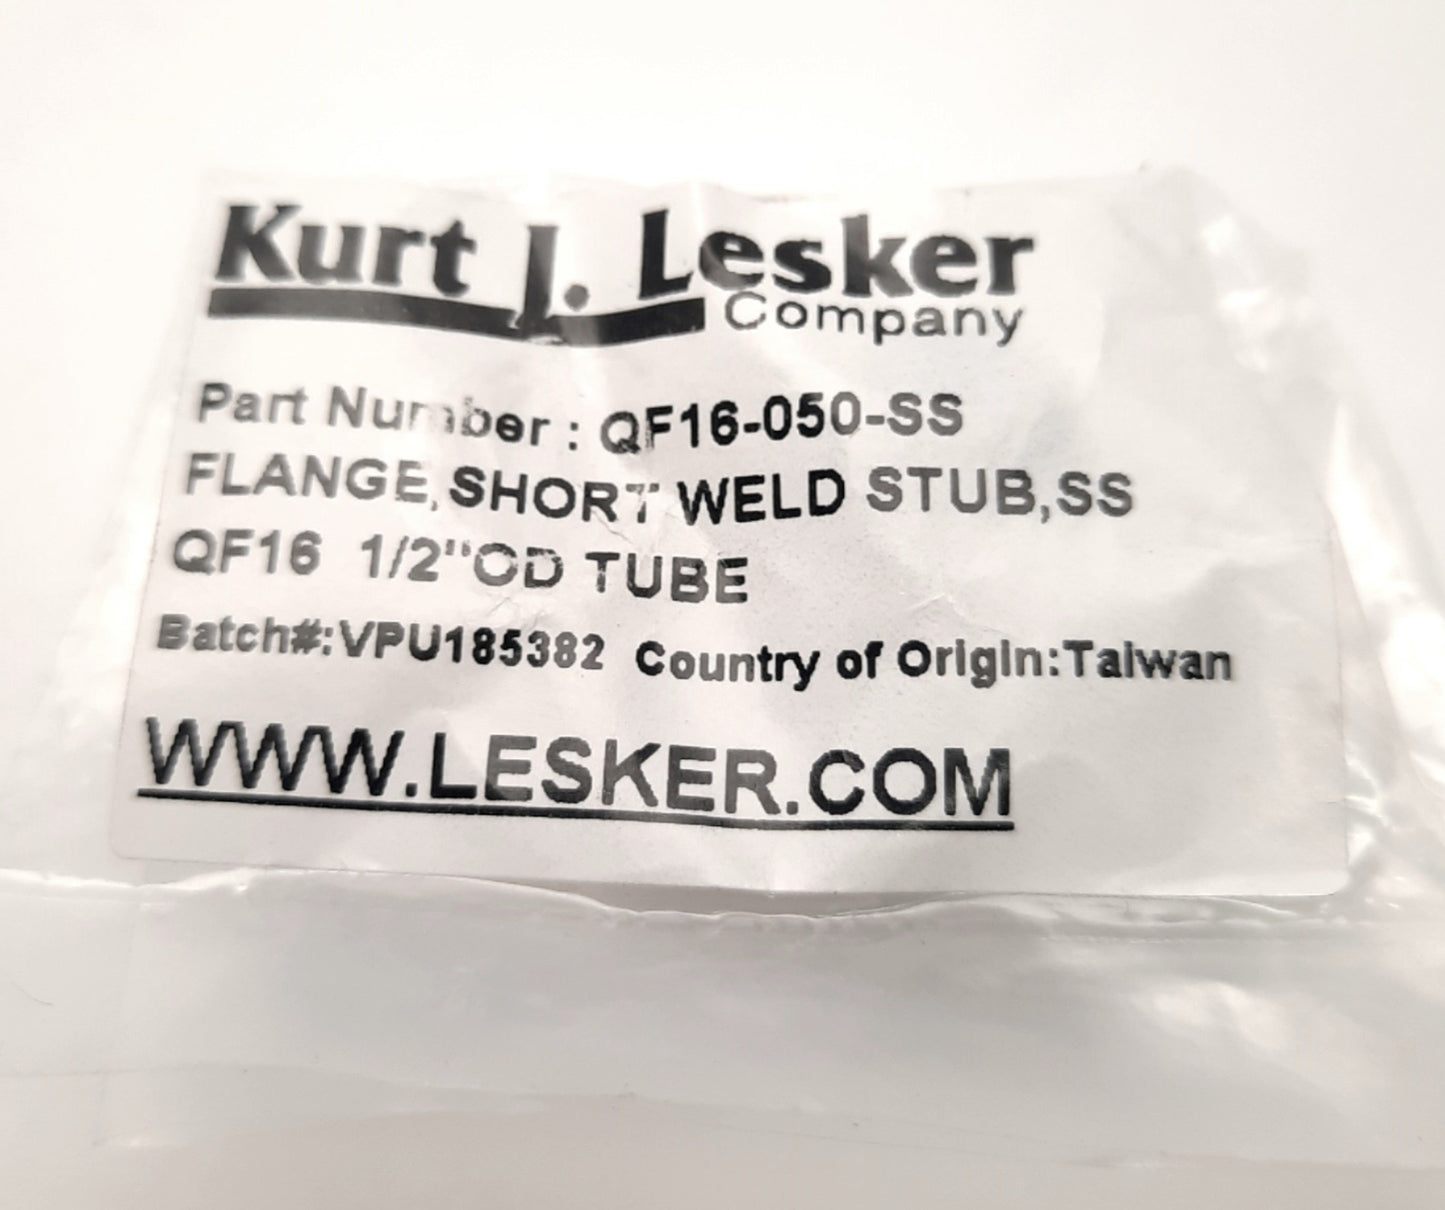 Kurt J. Lesker
Company
Part Number : QF16-050-SS
FLANGE, SHORT WELD STUB,SS
QF16 1/2"OD TUBE
Batch#:VPU185382 Country of Origin:Taiwan
WWW.LESKER.COM